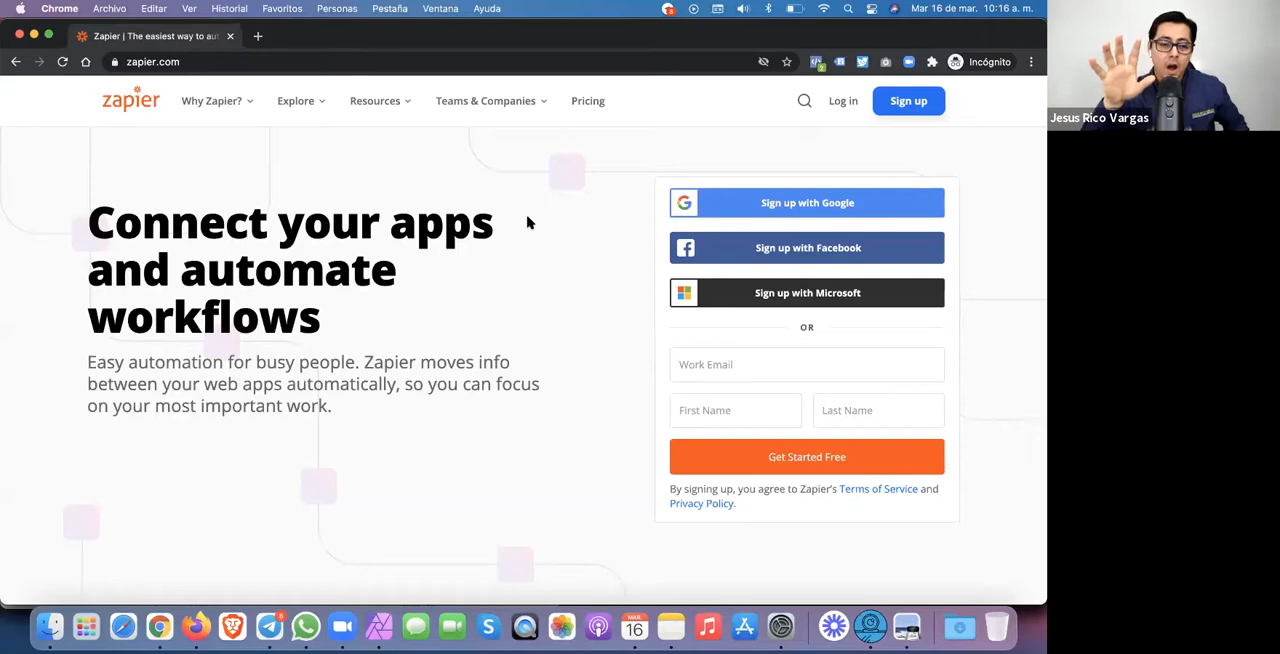 Chrome Archivo Editar Ver Historial Favoritos Personas Pestaña Ventana Ayuda Mar 16 de mar. 10:16 a. m.
Zapier | The easiest way to aut
zapier.com Incógnito
zapier Why Zapier? Explore Resources Teams & Companies Pricing Log in Sign up
Jesus Rico Vargas
Connect your apps
and automate
workflows
Easy automation for busy people. Zapier moves info
between your web apps automatically, so you can focus
on your most important work.
Sign up with Google
Sign up with Facebook
Sign up with Microsoft
OR
Work Email
First Name Last Name
Get Started Free
By signing up, you agree to Zapier's Terms of Service and
Privacy Policy.
MAR.
16